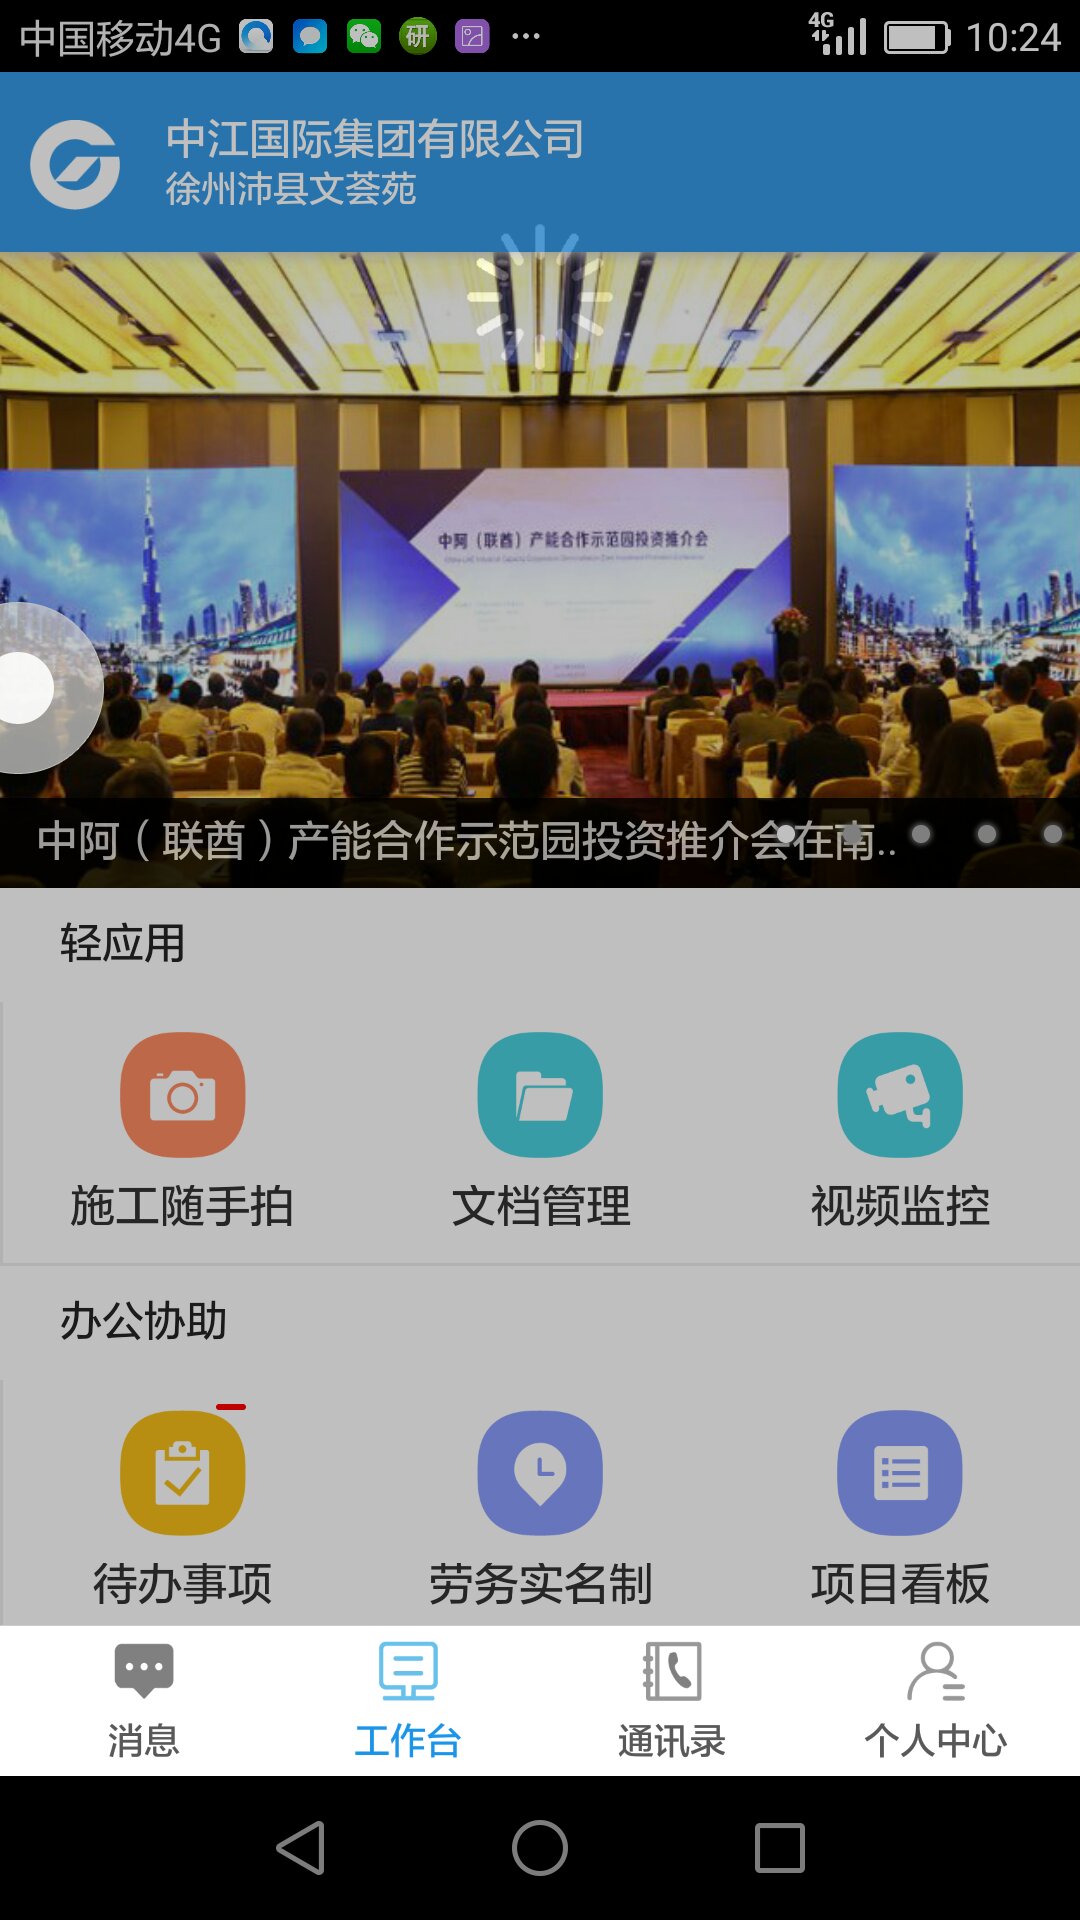 中国移动4G
研
4G
10:24
中江国际集团有限公司
徐州沛县文荟苑
中阿（联酋）产能合作示范园投资推介会
中阿（联酋）产能合作示范园投资推介会在南..
轻应用
施工随手拍
文档管理
视频监控
办公协助
待办事项
劳务实名制
项目看板
消息
工作台
通讯录
个人中心